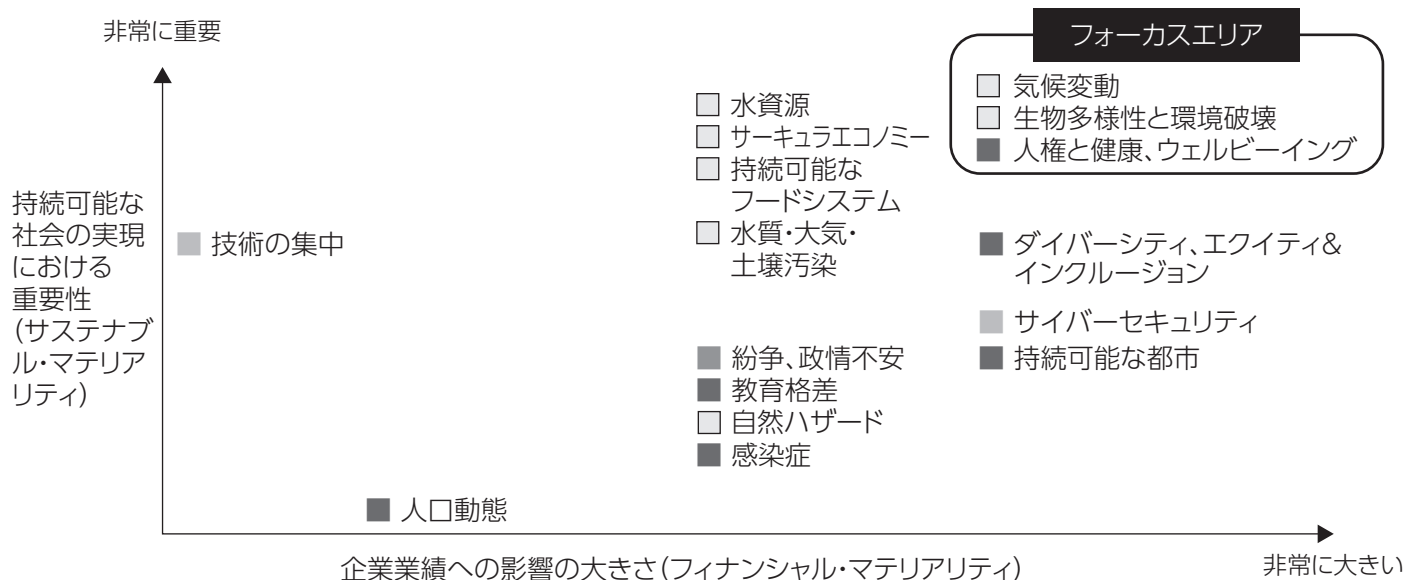 非常に重要
フォーカスエリア
気候変動
生物多様性と環境破壊
人権と健康、ウェルビーイング
水資源
サーキュラエコノミー
持続可能な
フードシステム
水質・大気・
土壌汚染
持続可能な
社会の実現
における
重要性
(サステナブ
ル・マテリア
リティ)
技術の集中
ダイバーシティ、エクイティ&
インクルージョン
サイバーセキュリティ
持続可能な都市
紛争、政情不安
教育格差
自然ハザード
感染症
人口動態
企業業績への影響の大きさ(フィナンシャル・マテリアリティ)
非常に大きい